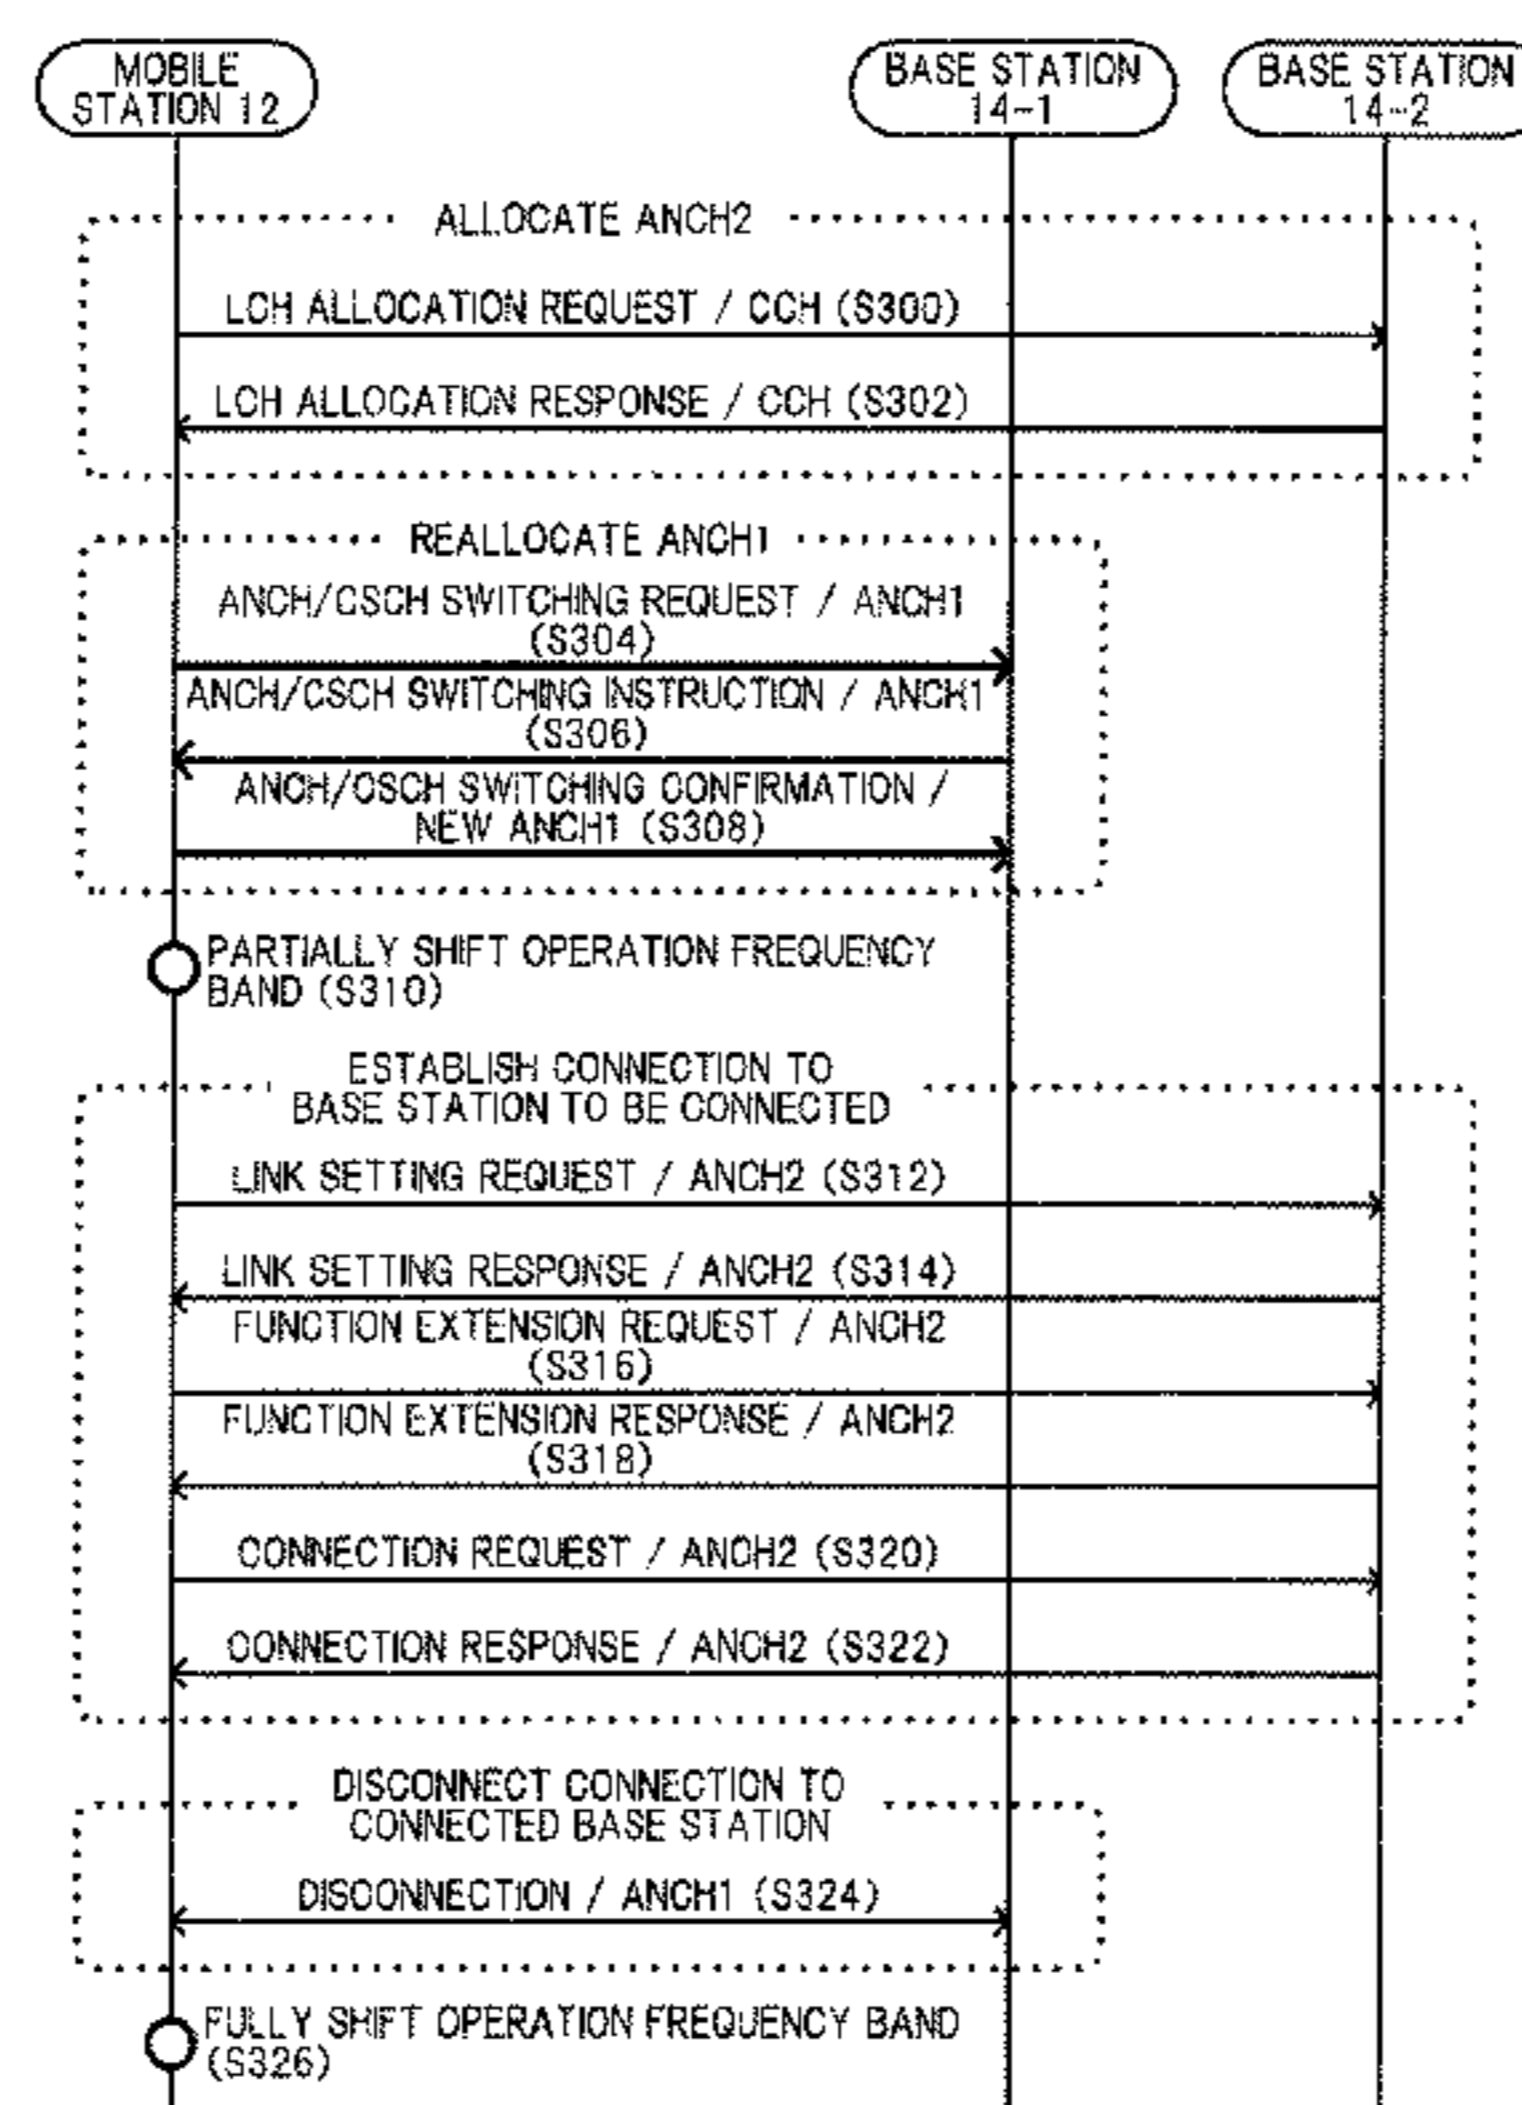 MOBILE
STATION 12
BASE STATION
14-1
BASE STATION
14-2
ALLOCATE ANCH2
LCH ALLOCATION REQUEST / CCH (S300)
LCH ALLOCATION RESPONSE / CCH (S302)
REALLOCATE ANCH1
ANCH/CSCH SWITCHING REQUEST / ANCH1
(S304)
ANCH/CSCH SWITCHING INSTRUCTION / ANCH1
(S306)
ANCH/CSCH SWITCHING CONFIRMATION /
NEW ANCH1 (S308)
PARTIALLY SHIFT OPERATION FREQUENCY
BAND (S310)
ESTABLISH CONNECTION TO
BASE STATION TO BE CONNECTED
LINK SETTING REQUEST / ANCH2 (S312)
LINK SETTING RESPONSE / ANCH2 (S314)
FUNCTION EXTENSION REQUEST / ANCH2
(S316)
FUNCTION EXTENSION RESPONSE / ANCH2
(S318)
CONNECTION REQUEST / ANCH2 (S320)
CONNECTION RESPONSE / ANCH2 (S322)
DISCONNECT CONNECTION TO
CONNECTED BASE STATION
DISCONNECTION / ANCH1 (S324)
FULLY SHIFT OPERATION FREQUENCY BAND
(S326)